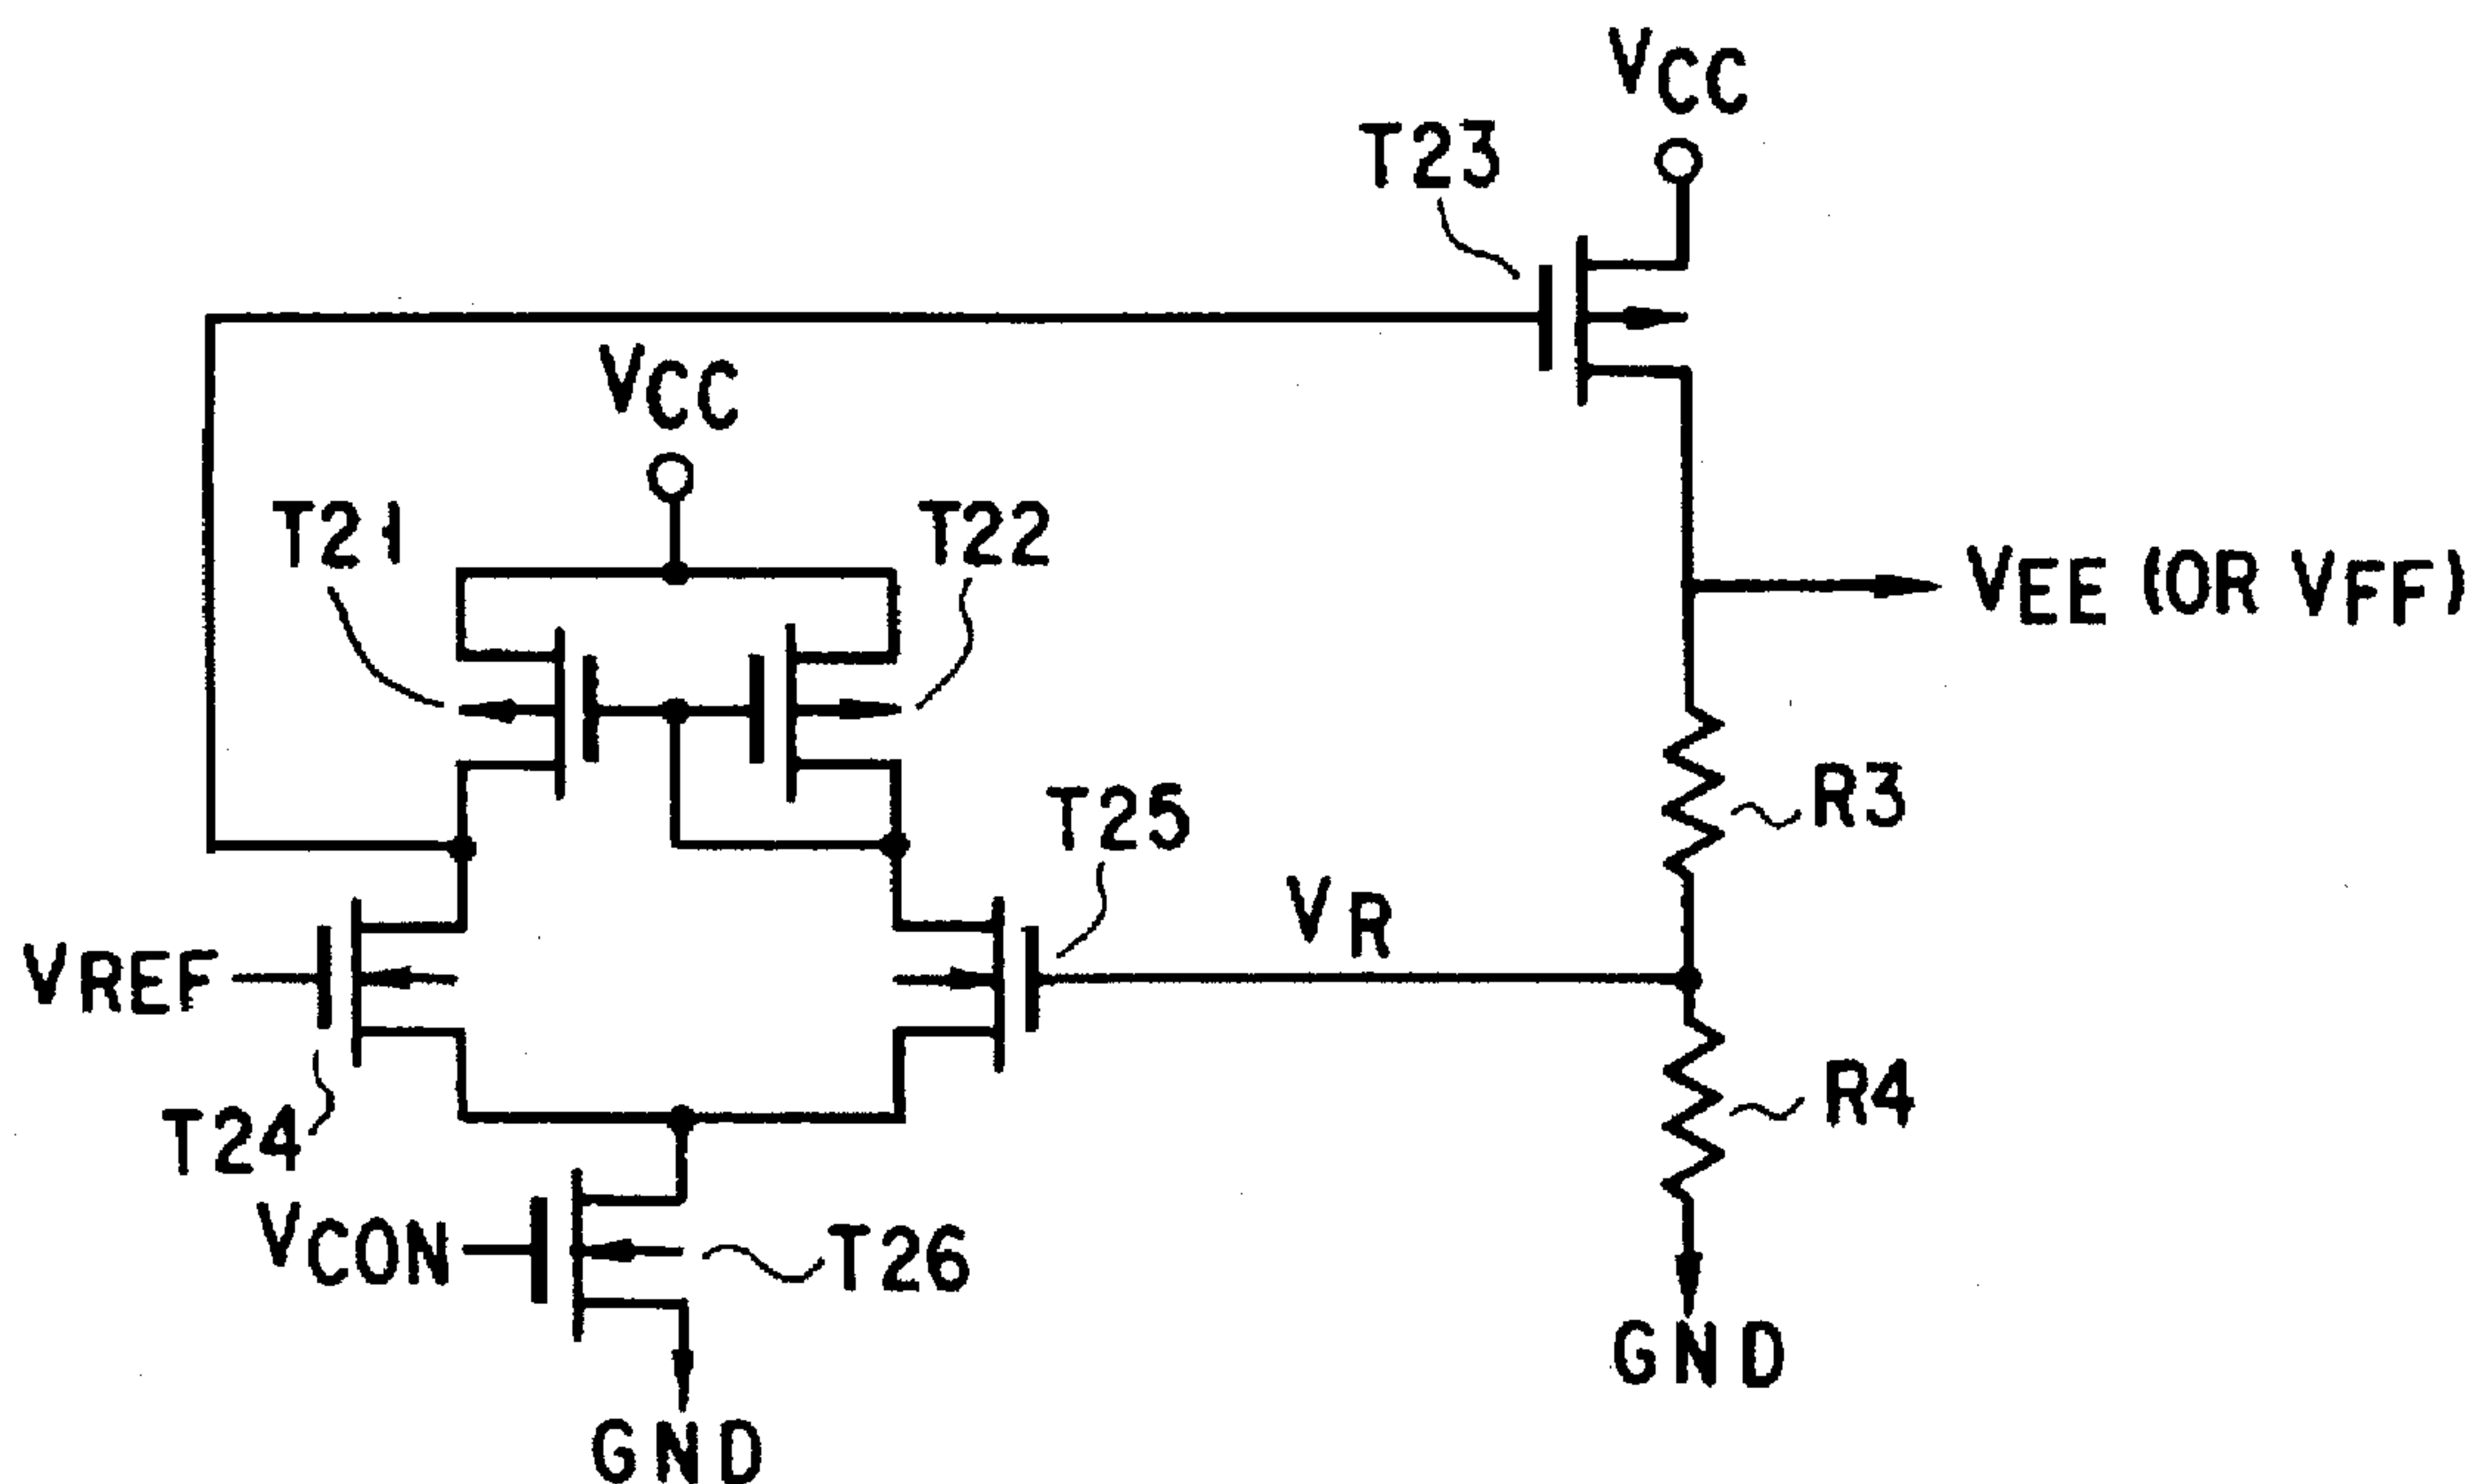 VCC
T23
VCC
T21
T22
VEE (OR VFF)
R3
T25
VR
VREF
R4
T24
VCON
T26
GND
GND